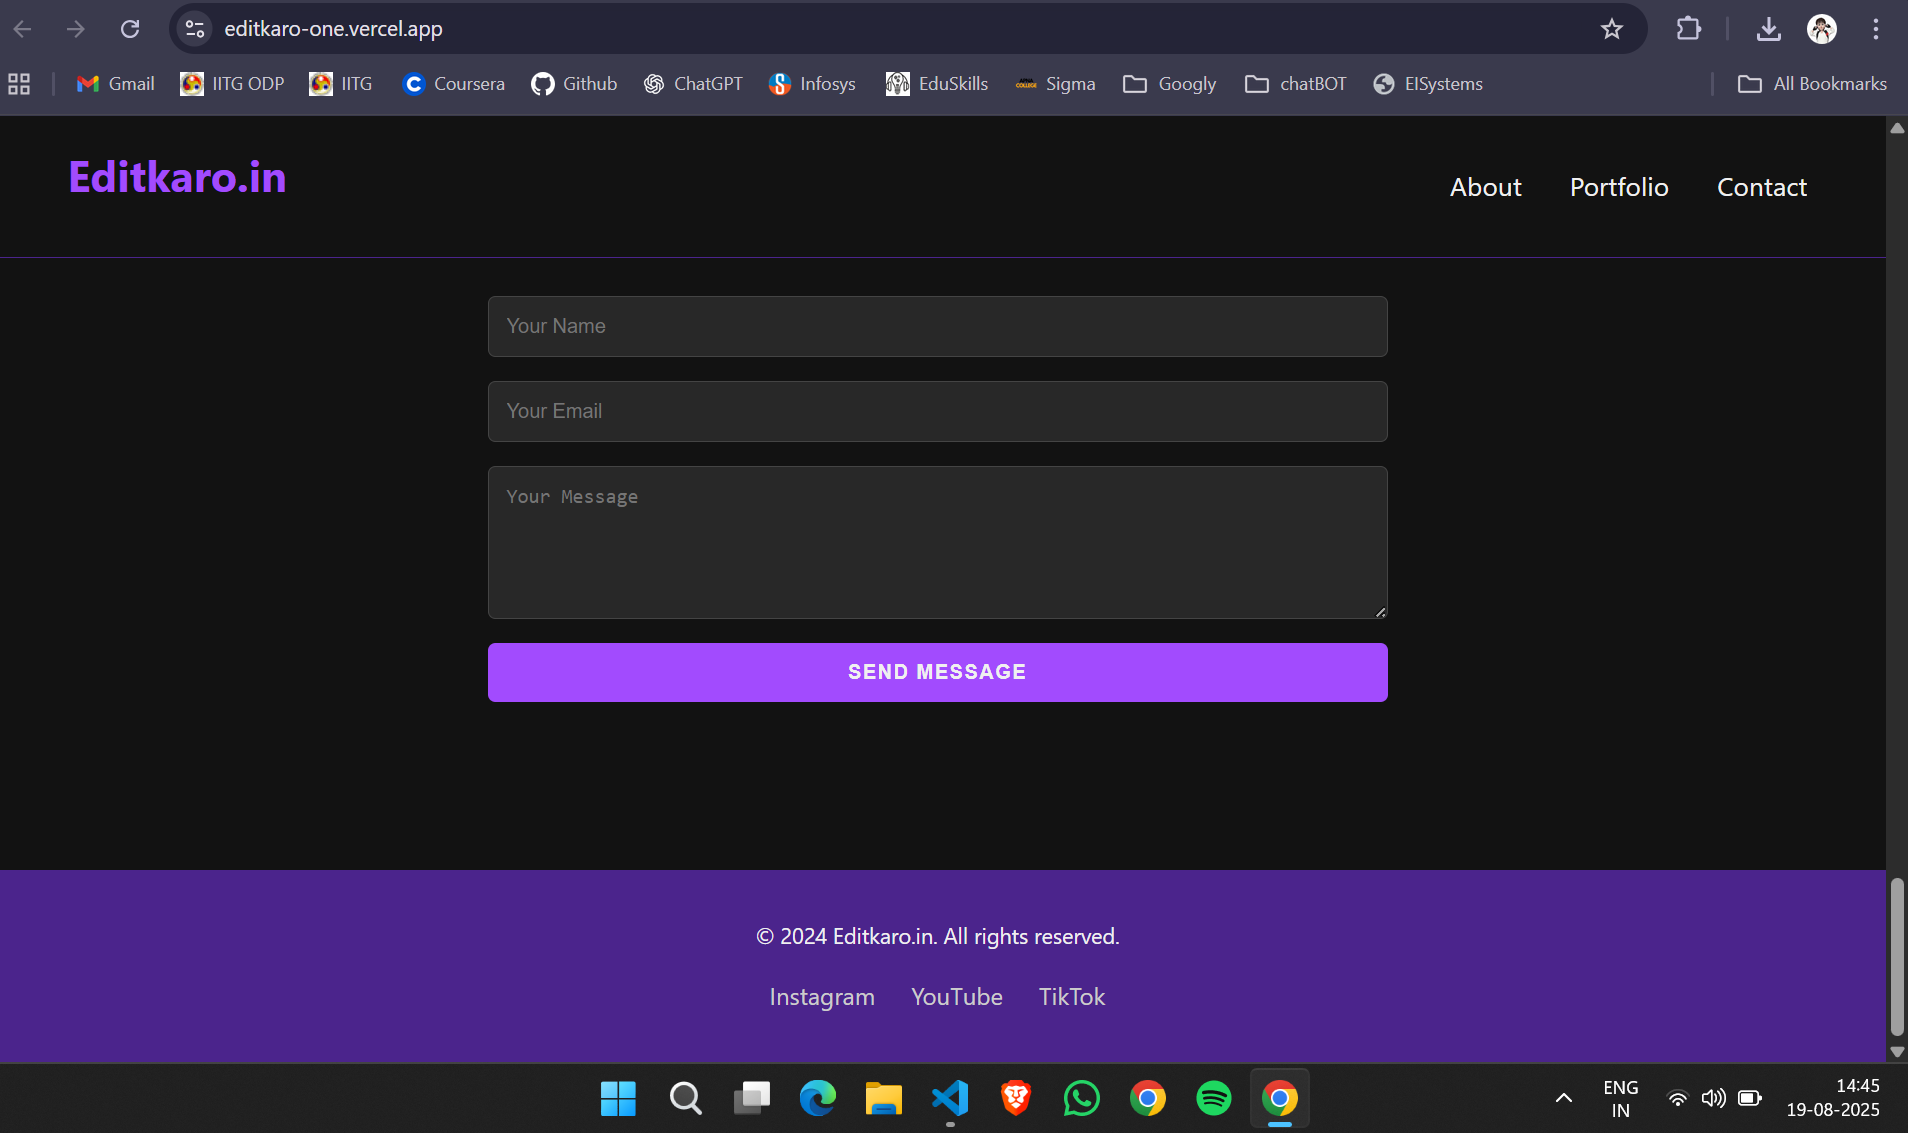 editkaro-one.vercel.app
Gmail IITG ODP IITG Coursera Github ChatGPT Infosys EduSkills Sigma Googly chatBOT EISystems All Bookmarks
Editkaro.in
About Portfolio Contact
Your Name
Your Email
Your Message
SEND MESSAGE
© 2024 Editkaro.in. All rights reserved.
Instagram YouTube TikTok
ENG
IN
14:45
19-08-2025